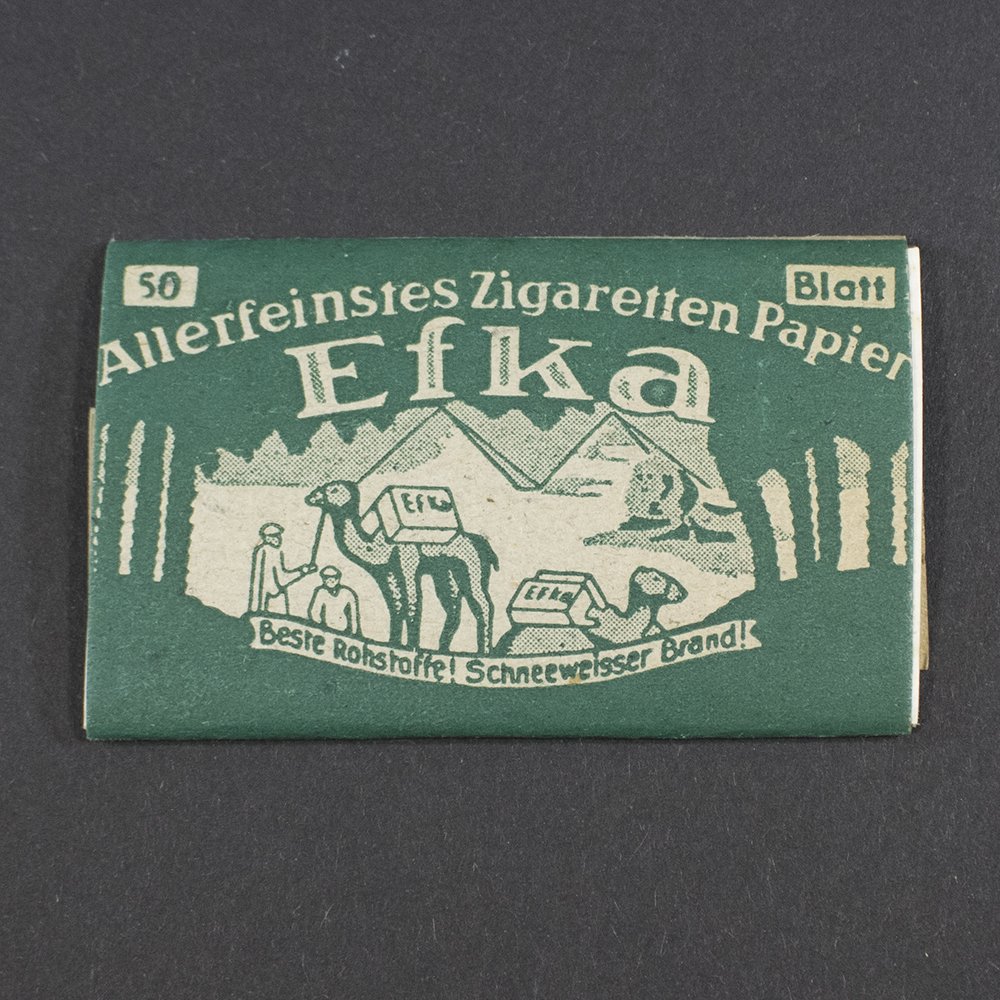 50
Blatt
Allerfeinstes Zigaretten Papier
Efka
Efka
Efka
Beste Rohstoffe! Schneeweisser Brand!